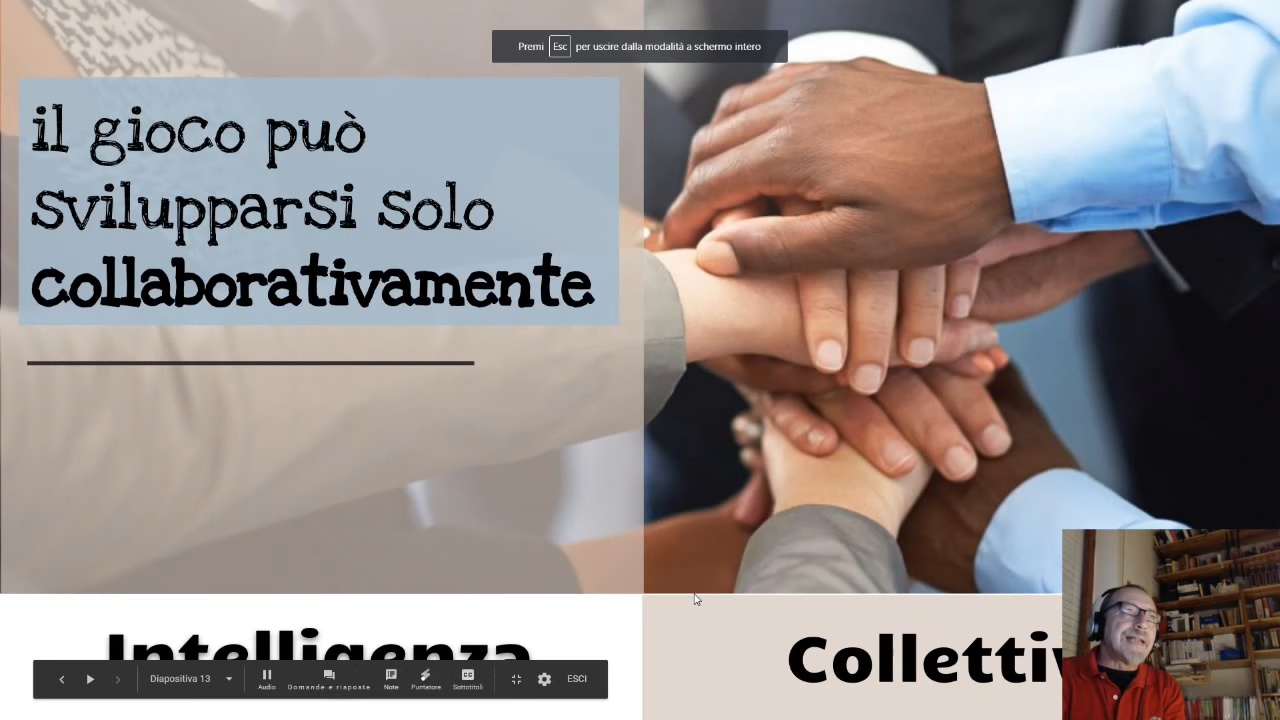 Premi Esc per uscire dalla modalità a schermo intero
il gioco può
svilupparsi solo
collaborativamente
Intelligenza
Diapositiva 13
Audio
Domande e risposte
Note
Puntatore
Sottotitoli
ESCI